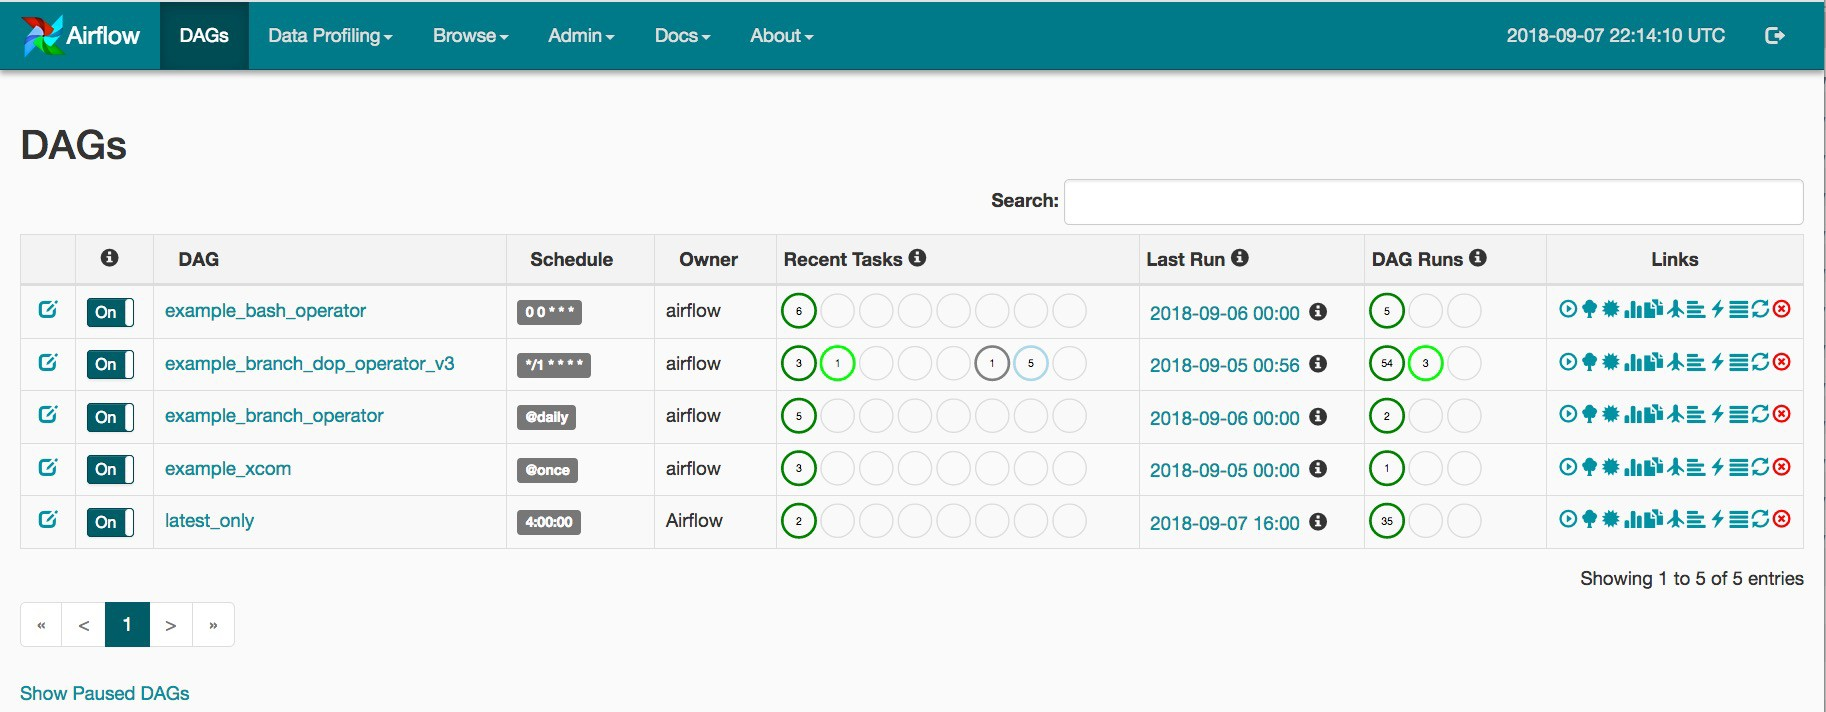 Airflow DAGs Data Profiling Browse Admin Docs About 2018-09-07 22:14:10 UTC
DAGs
Search:
DAG Schedule Owner Recent Tasks Last Run DAG Runs Links
On example_bash_operator 0 0 * * * airflow 6 2018-09-06 00:00 5
On example_branch_dop_operator_v3 */1 * * * * airflow 3 1 1 5 2018-09-05 00:56 54 3
On example_branch_operator @daily airflow 5 2018-09-06 00:00 2
On example_xcom @once airflow 3 2018-09-05 00:00 1
On latest_only 4:00:00 Airflow 2 2018-09-07 16:00 35
Showing 1 to 5 of 5 entries
« < 1 > »
Show Paused DAGs